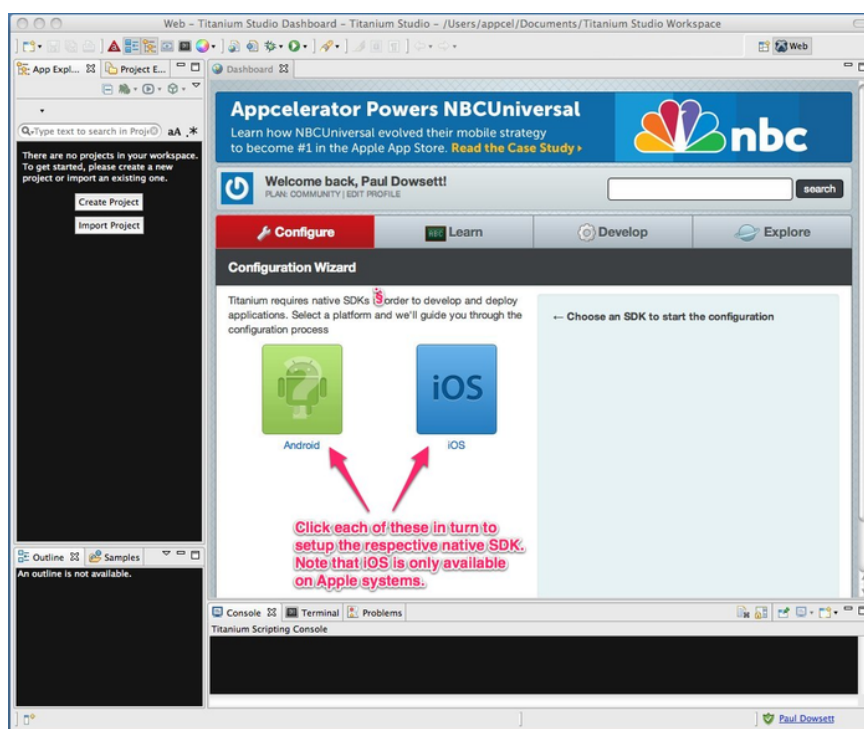 Web – Titanium Studio Dashboard – Titanium Studio – /Users/appcel/Documents/Titanium Studio Workspace
Web
App Expl...
Project E...
Dashboard
Type text to search in Proj
aA .*
There are no projects in your workspace.
To get started, please create a new
project or import an existing one.
Create Project
Import Project
Appcelerator Powers NBCUniversal
Learn how NBCUniversal evolved their mobile strategy
to become #1 in the Apple App Store. Read the Case Study
nbc
Welcome back, Paul Dowsett!
PLAN: COMMUNITY | EDIT PROFILE
search
Configure
ABC Learn
Develop
Explore
Configuration Wizard
Titanium requires native SDKs order to develop and deploy
applications. Select a platform and we'll guide you through the
configuration process
← Choose an SDK to start the configuration
iOS
Android
iOS
Click each of these in turn to
setup the respective native SDK.
Note that iOS is only available
on Apple systems.
Outline
Samples
An outline is not available.
Console
Terminal
Problems
Titanium Scripting Console
Paul Dowsett